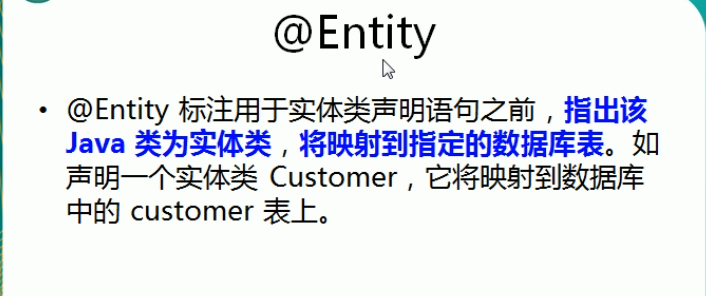 @Entity
• @Entity 标注用于实体类声明语句之前，指出该
Java 类为实体类，将映射到指定的数据库表。如
声明一个实体类 Customer，它将映射到数据库
中的 customer 表上。